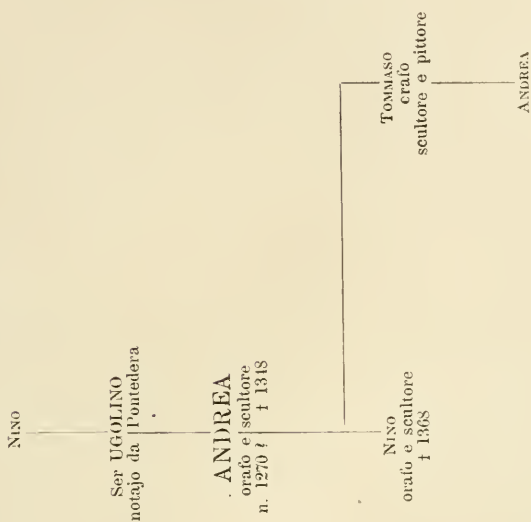 NINO
Ser UGOLINO
notajo da Pontedera
ANDREA
orafo e scultore
n. 1270 ? † 1348
NINO
orafo e scultore
† 1368
TOMMASO
orafo
scultore e pittore
ANDREA